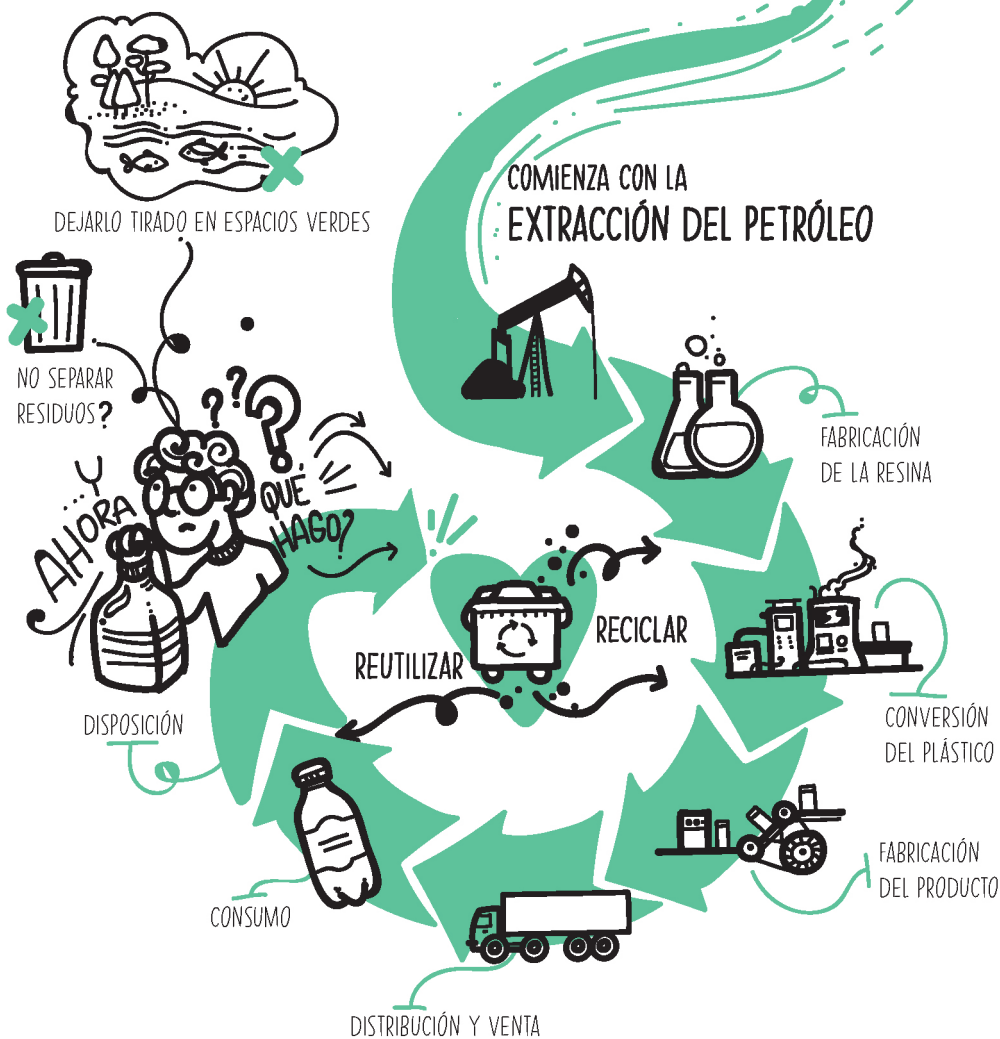 COMIENZA CON LA
EXTRACCIÓN DEL PETRÓLEO
DEJARLO TIRADO EN ESPACIOS VERDES
NO SEPARAR
RESIDUOS?
???
...Y
AHORA
QUÉ
HAGO?
FABRICACIÓN
DE LA RESINA
RECICLAR
REUTILIZAR
CONVERSIÓN
DEL PLÁSTICO
DISPOSICIÓN
FABRICACIÓN
DEL PRODUCTO
CONSUMO
DISTRIBUCIÓN Y VENTA